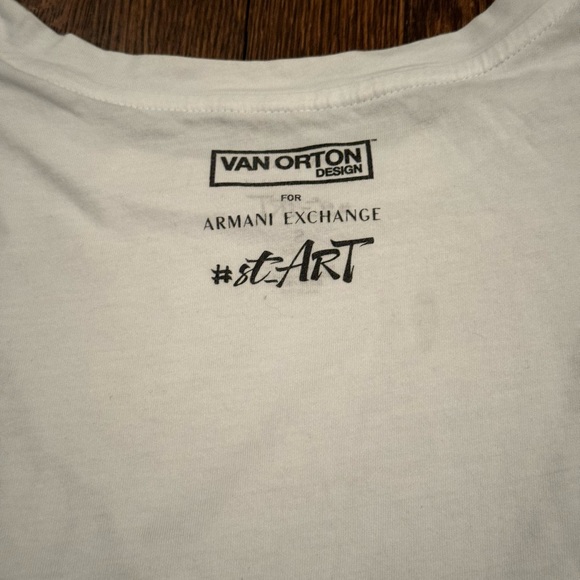 VAN ORTON
DESIGN
FOR
ARMANI EXCHANGE
#st_ART